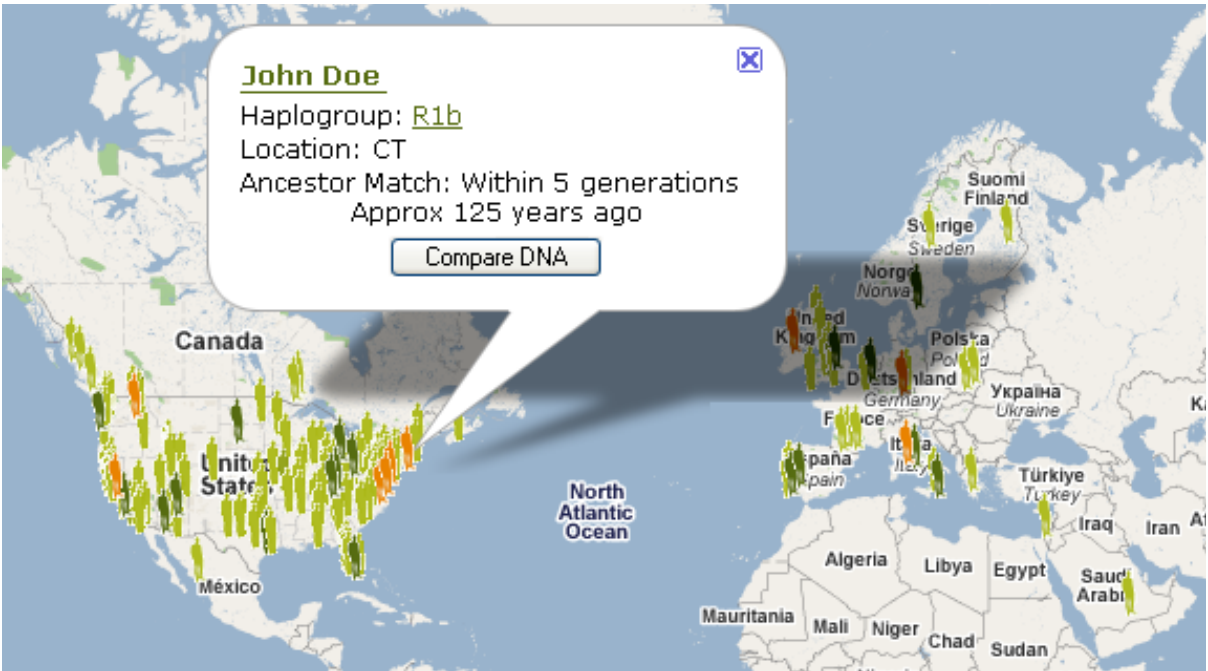 John Doe
Haplogroup: R1b
Location: CT
Ancestor Match: Within 5 generations
Approx 125 years ago
Compare DNA
Suomi
Finland
Sverige
Sweden
Norge
Norway
Canada
United
Kingdom
Polska
Poland
Deutschland
Germany
Україна
Ukraine
France
United
States
Italia
Italy
España
Spain
Türkiye
Turkey
North
Atlantic
Ocean
Iraq
Iran
Algeria
Libya
Egypt
Saudi
Arabia
México
Mauritania
Mali
Niger
Chad
Sudan